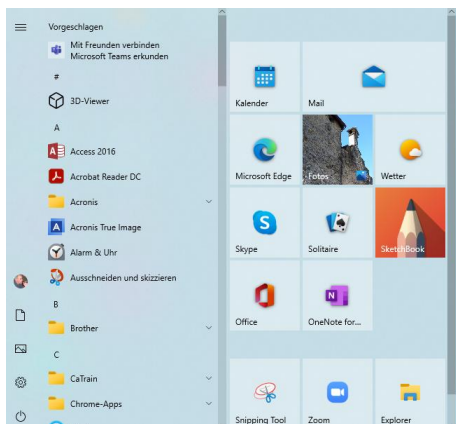 Vorgeschlagen
Mit Freunden verbinden
Microsoft Teams erkunden
#
3D-Viewer
A
Access 2016
Acrobat Reader DC
Acronis
Acronis True Image
Alarm & Uhr
Ausschneiden und skizzieren
B
Brother
C
CaTrain
Chrome-Apps
Kalender
Mail
Microsoft Edge
Fotos
Wetter
Skype
Solitaire
SketchBook
Office
OneNote for...
Snipping Tool
Zoom
Explorer